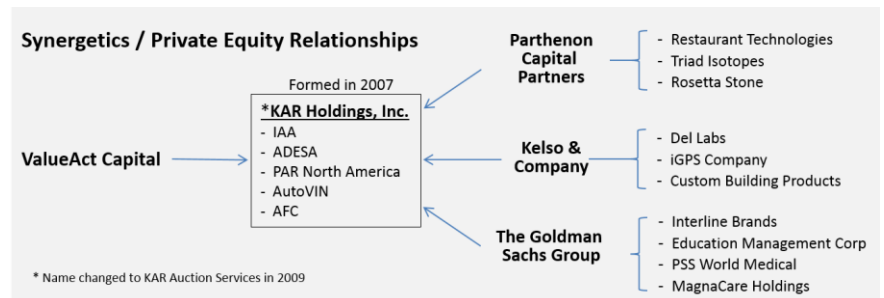 Synergetics / Private Equity Relationships
Formed in 2007
*KAR Holdings, Inc.
- IAA
- ADESA
- PAR North America
- AutoVIN
- AFC
ValueAct Capital
Parthenon
Capital
Partners
- Restaurant Technologies
- Triad Isotopes
- Rosetta Stone
Kelso &
Company
- Del Labs
- iGPS Company
- Custom Building Products
The Goldman
Sachs Group
- Interline Brands
- Education Management Corp
- PSS World Medical
- MagnaCare Holdings
* Name changed to KAR Auction Services in 2009